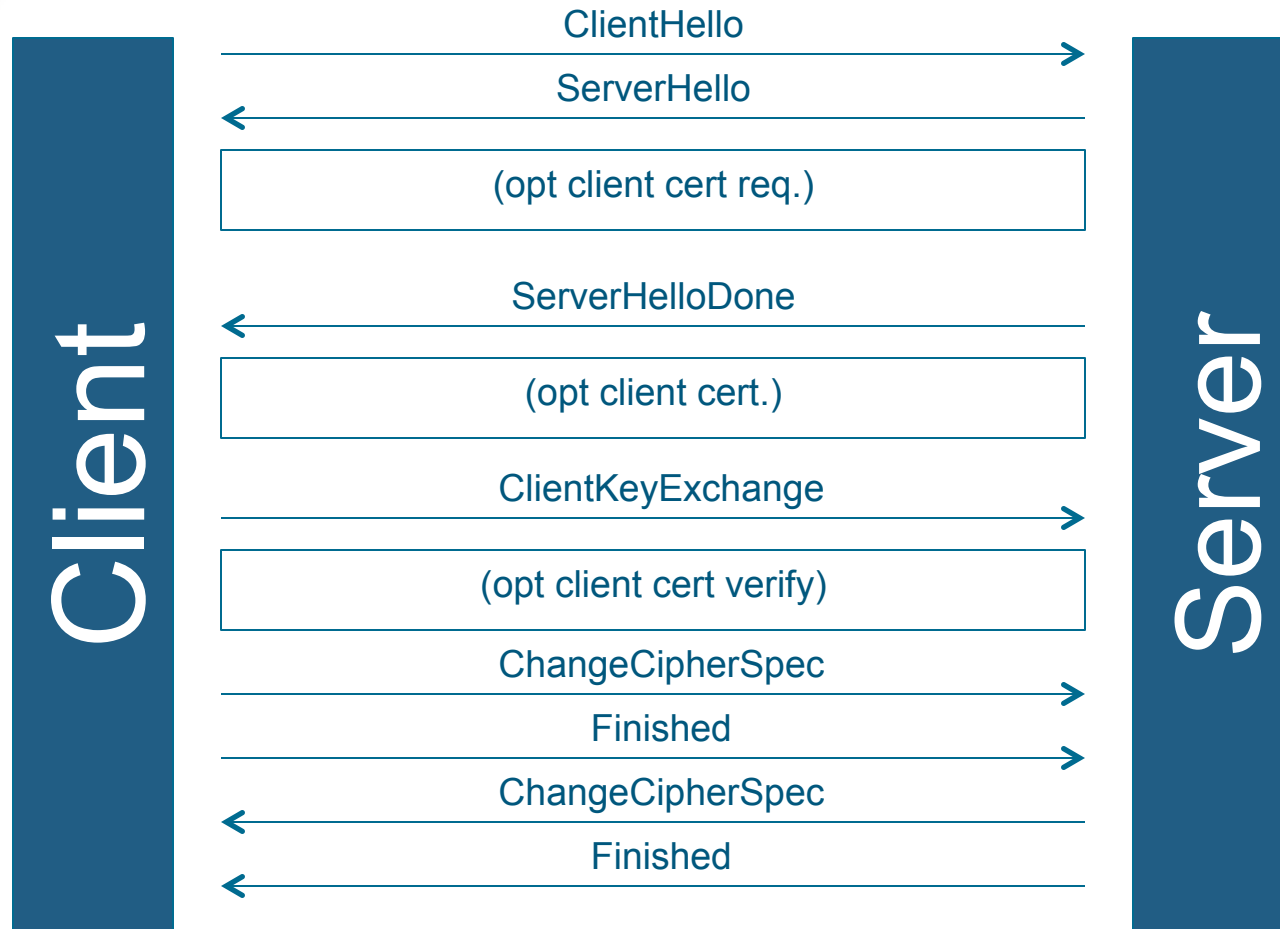 ClientHello
ServerHello
(opt client cert req.)
ServerHelloDone
(opt client cert.)
ClientKeyExchange
(opt client cert verify)
ChangeCipherSpec
Finished
ChangeCipherSpec
Finished
Client
Server